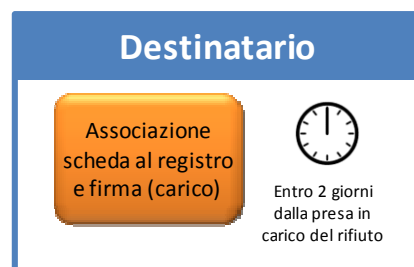 Destinatario
Associazione
scheda al registro
e firma (carico)
Entro 2 giorni
dalla presa in
carico del rifiuto